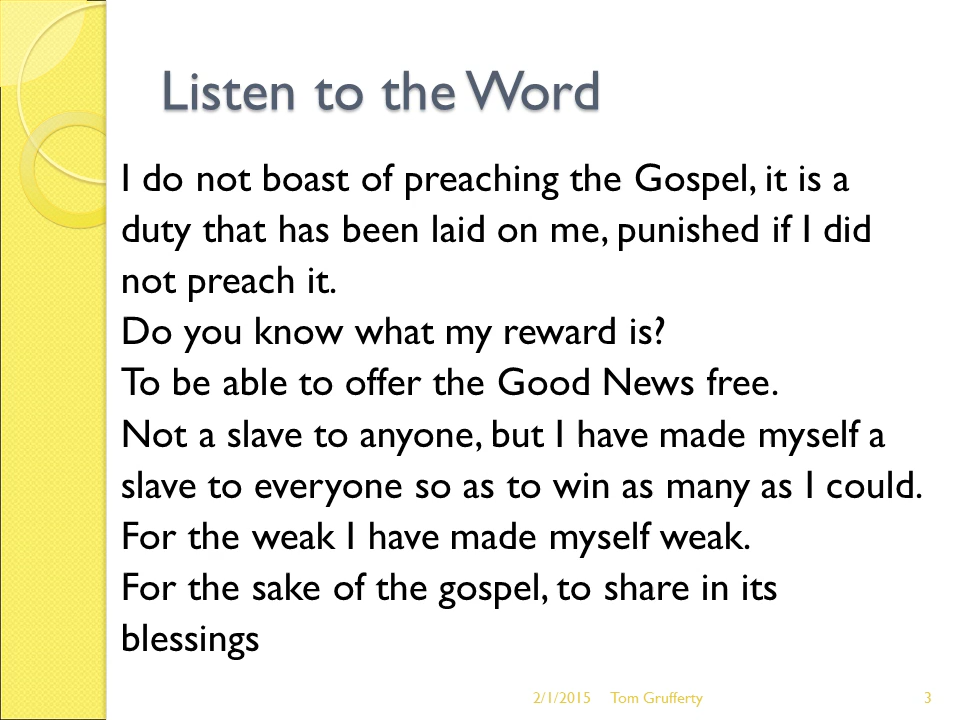 Listen to the Word
I do not boast of preaching the Gospel, it is a
duty that has been laid on me, punished if I did
not preach it.
Do you know what my reward is?
To be able to offer the Good News free.
Not a slave to anyone, but I have made myself a
slave to everyone so as to win as many as I could.
For the weak I have made myself weak.
For the sake of the gospel, to share in its
blessings
2/1/2015 Tom Grufferty 3